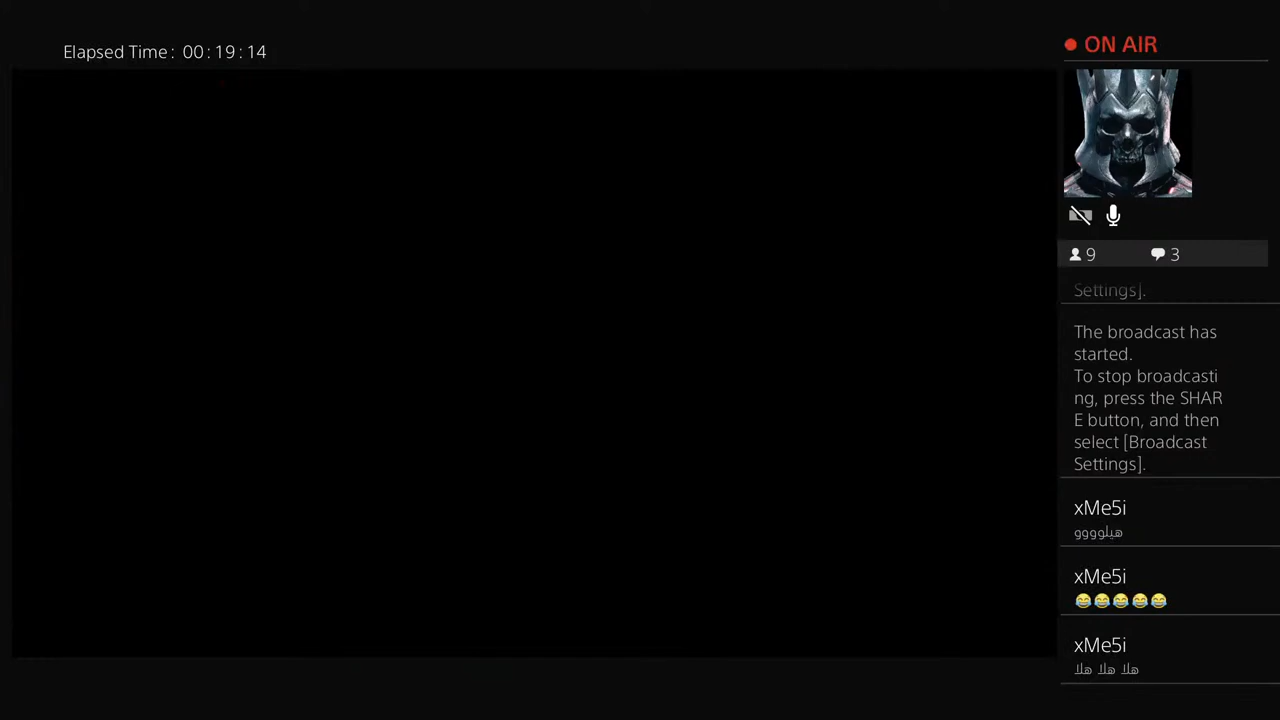 Elapsed Time: 00:19:14
ON AIR
9 3
Settings].
The broadcast has
started.
To stop broadcasti
ng, press the SHAR
E button, and then
select [Broadcast
Settings].
xMe5i
هيلوووو
xMe5i
😂😂😂😂😂
xMe5i
هلا هلا هلا